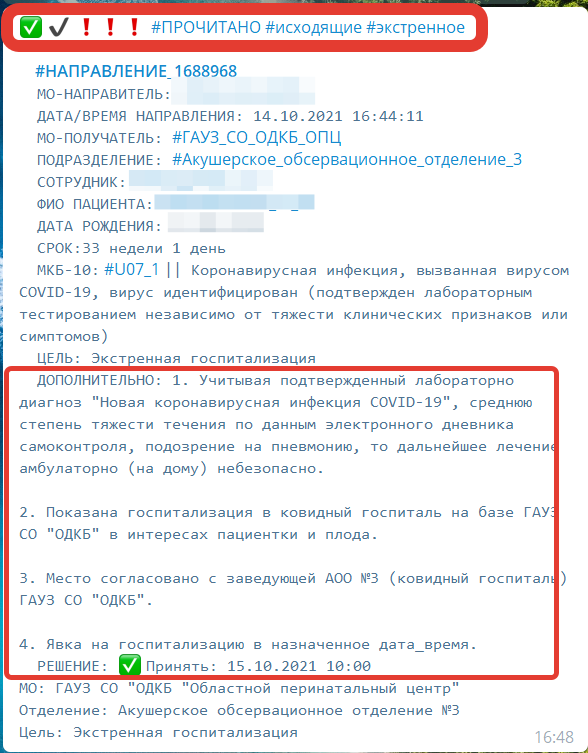 ✅ ✔ ❗ ❗ ❗ #ПРОЧИТАНО #исходящие #экстренное
#НАПРАВЛЕНИЕ_1688968
МО-НАПРАВИТЕЛЬ:
ДАТА/ВРЕМЯ НАПРАВЛЕНИЯ: 14.10.2021 16:44:11
МО-ПОЛУЧАТЕЛЬ: #ГАУЗ_СО_ОДКБ_ОПЦ
ПОДРАЗДЕЛЕНИЕ: #Акушерское_обсервационное_отделение_3
СОТРУДНИК:
ФИО ПАЦИЕНТА:
ДАТА РОЖДЕНИЯ:
СРОК:33 недели 1 день
МКБ-10: #U07_1 || Коронавирусная инфекция, вызванная вирусом
COVID-19, вирус идентифицирован (подтвержден лабораторным
тестированием независимо от тяжести клинических признаков или
симптомов)
ЦЕЛЬ: Экстренная госпитализация
ДОПОЛНИТЕЛЬНО: 1. Учитывая подтвержденный лабораторно
диагноз "Новая коронавирусная инфекция COVID-19", среднюю
степень тяжести течения по данным электронного дневника
самоконтроля, подозрение на пневмонию, то дальнейшее лечение
амбулаторно (на дому) небезопасно.
2. Показана госпитализация в ковидный госпиталь на базе ГАУЗ
СО "ОДКБ" в интересах пациентки и плода.
3. Место согласовано с заведующей АОО №3 (ковидный госпиталь)
ГАУЗ СО "ОДКБ".
4. Явка на госпитализацию в назначенное дата_время.
РЕШЕНИЕ: ✅ Принять: 15.10.2021 10:00
МО: ГАУЗ СО "ОДКБ "Областной перинатальный центр"
Отделение: Акушерское обсервационное отделение №3
Цель: Экстренная госпитализация
16:48